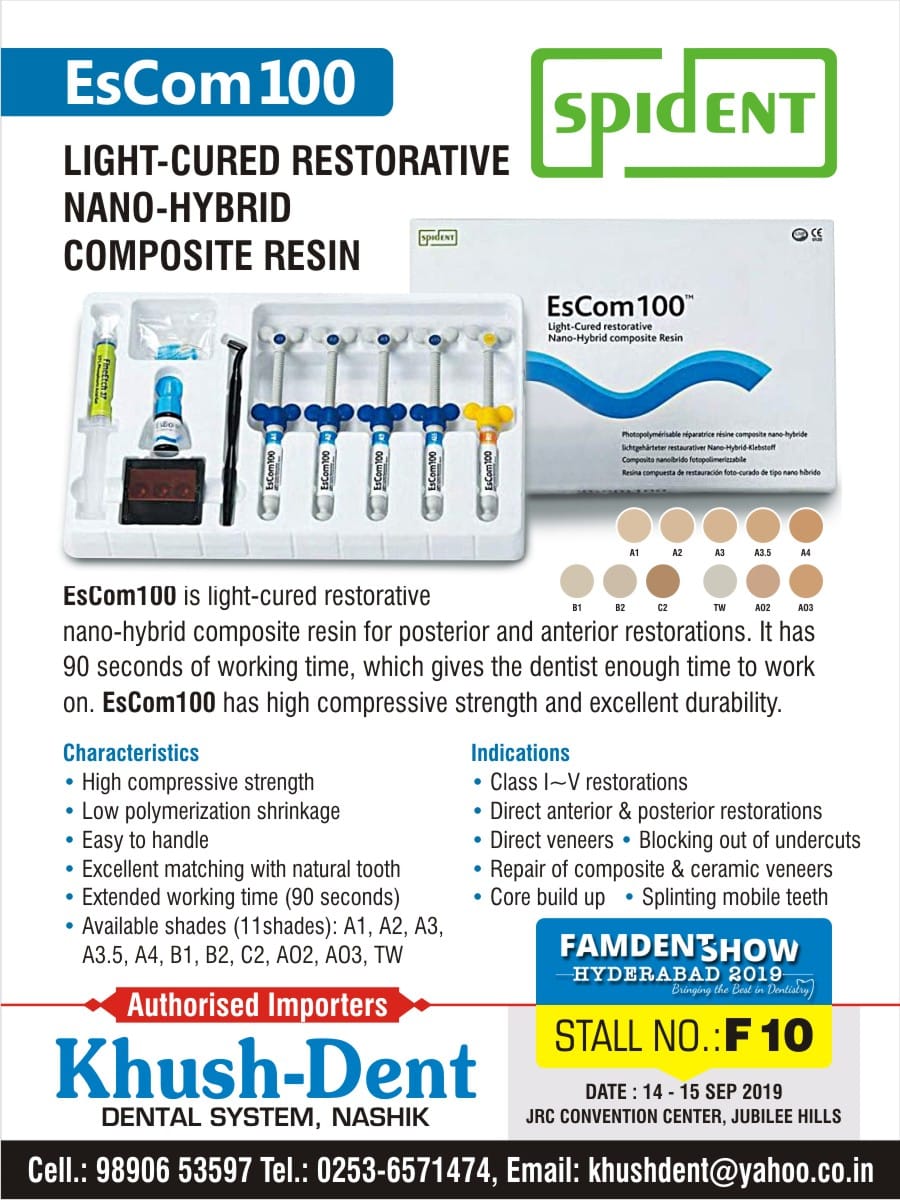 EsCom100
SPIDENT
LIGHT-CURED RESTORATIVE
NANO-HYBRID
COMPOSITE RESIN
SPIDENT
CE
EsCom100™
Light-Cured restorative
Nano-Hybrid composite Resin
Photopolymérisable réparatrice résine composite nano-hybride
lichtgehärteter restaurativer Nano-Hybrid-Klebstoff
Composito nanoibrido fotopolimerizzabile
Resina compuesta de restauración foto-curado de tipo nano híbrido
FineEtch 37
EsCom100
EsCom100
EsCom100
EsCom100
EsCom100
A1 A2 A3 A3.5 A4
B1 B2 C2 TW AO2 AO3
EsCom100 is light-cured restorative
nano-hybrid composite resin for posterior and anterior restorations. It has
90 seconds of working time, which gives the dentist enough time to work
on. EsCom100 has high compressive strength and excellent durability.
Characteristics
• High compressive strength
• Low polymerization shrinkage
• Easy to handle
• Excellent matching with natural tooth
• Extended working time (90 seconds)
• Available shades (11shades): A1, A2, A3,
A3.5, A4, B1, B2, C2, AO2, AO3, TW
Indications
• Class I~V restorations
• Direct anterior & posterior restorations
• Direct veneers • Blocking out of undercuts
• Repair of composite & ceramic veneers
• Core build up • Splinting mobile teeth
FAMDENT SHOW
HYDERABAD 2019
Bringing the Best in Dentistry
STALL NO.:F 10
DATE : 14 - 15 SEP 2019
JRC CONVENTION CENTER, JUBILEE HILLS
Authorised Importers
Khush-Dent
DENTAL SYSTEM, NASHIK
Cell.: 98906 53597 Tel.: 0253-6571474, Email: khushdent@yahoo.co.in